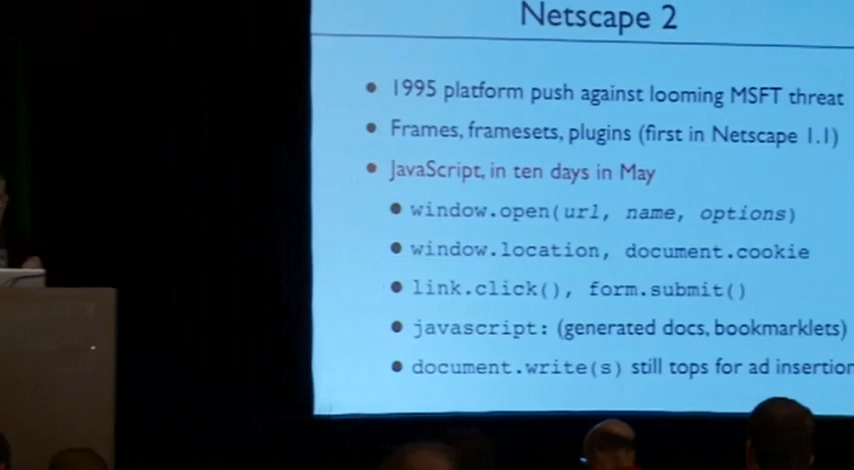 Netscape 2
• 1995 platform push against looming MSFT threat
• Frames, framesets, plugins (first in Netscape 1.1)
• JavaScript, in ten days in May
• window.open(url, name, options)
• window.location, document.cookie
• link.click(), form.submit()
• javascript: (generated docs, bookmarklets)
• document.write(s) still tops for ad insertion